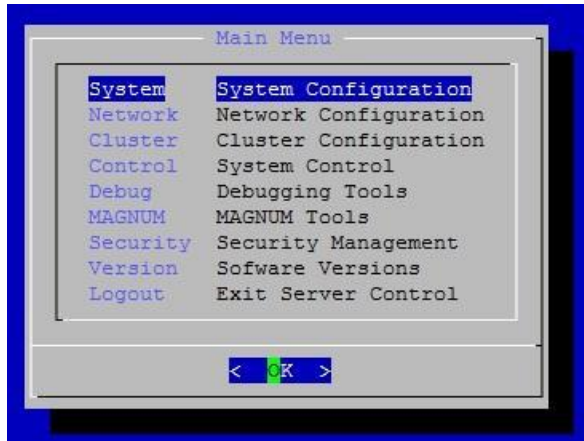 Main Menu
System System Configuration
Network Network Configuration
Cluster Cluster Configuration
Control System Control
Debug Debugging Tools
MAGNUM MAGNUM Tools
Security Security Management
Version Sofware Versions
Logout Exit Server Control
< OK >